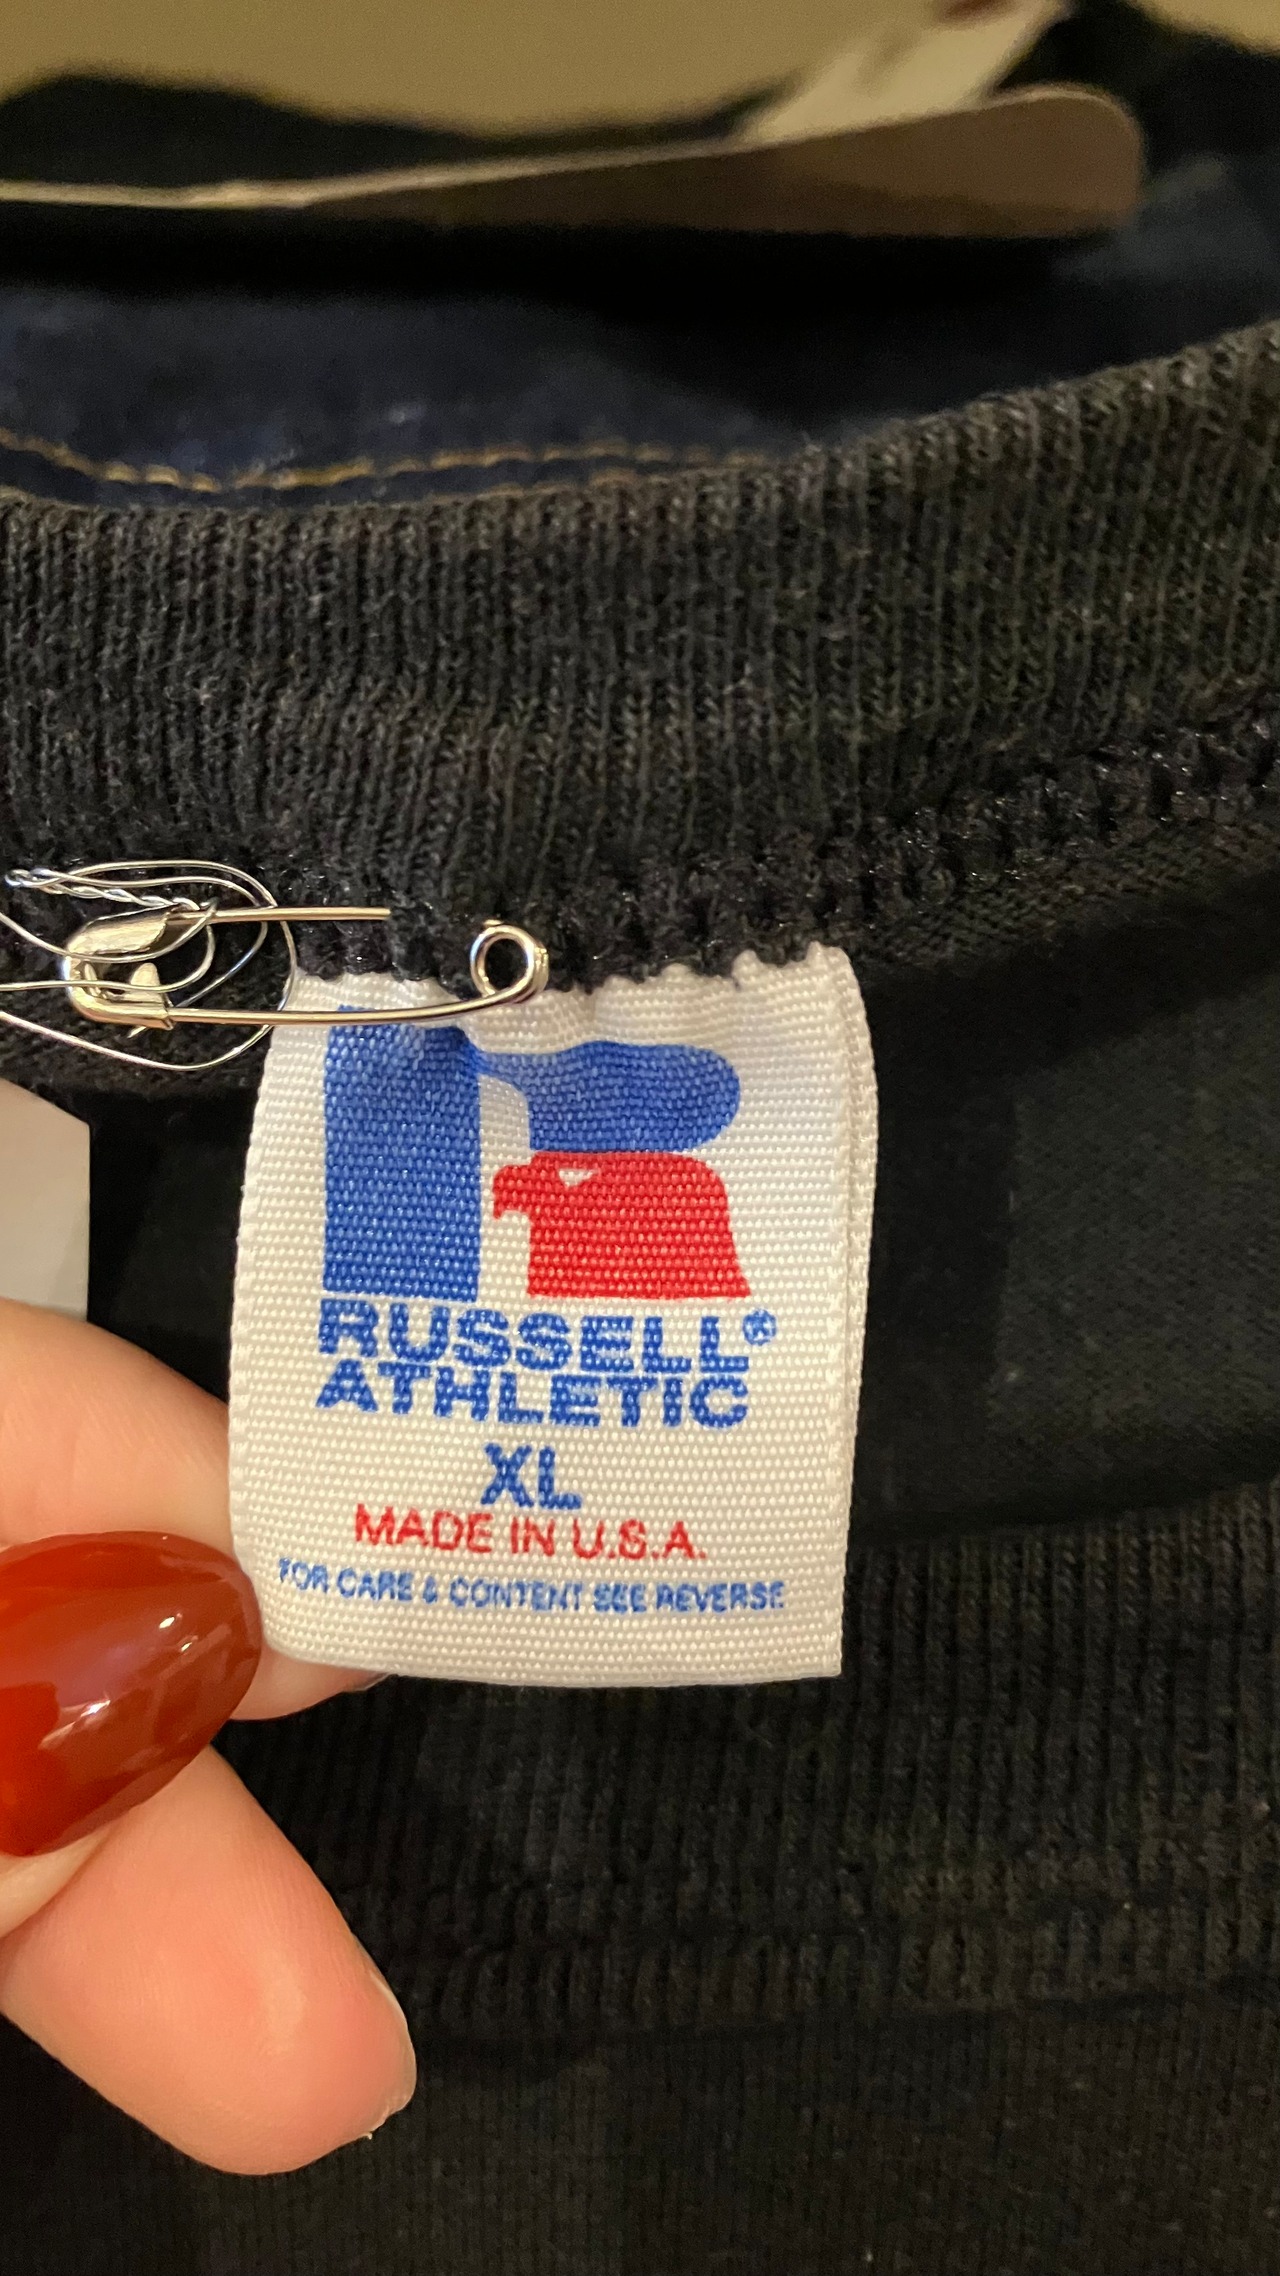 RUSSELL®
ATHLETIC
XL
MADE IN U.S.A.
FOR CARE & CONTENT SEE REVERSE